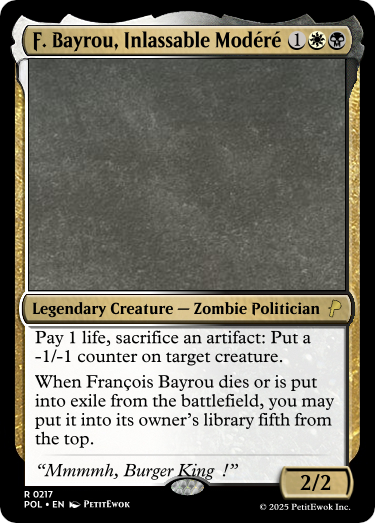 F. Bayrou, Inlassable Modéré 1
Legendary Creature — Zombie Politician
Pay 1 life, sacrifice an artifact: Put a
-1/-1 counter on target creature.
When François Bayrou dies or is put
into exile from the battlefield, you may
put it into its owner's library fifth from
the top.
“Mmmmh, Burger King !”
2/2
R 0217
POL • EN PetitEwok
© 2025 PetitEwok Inc.